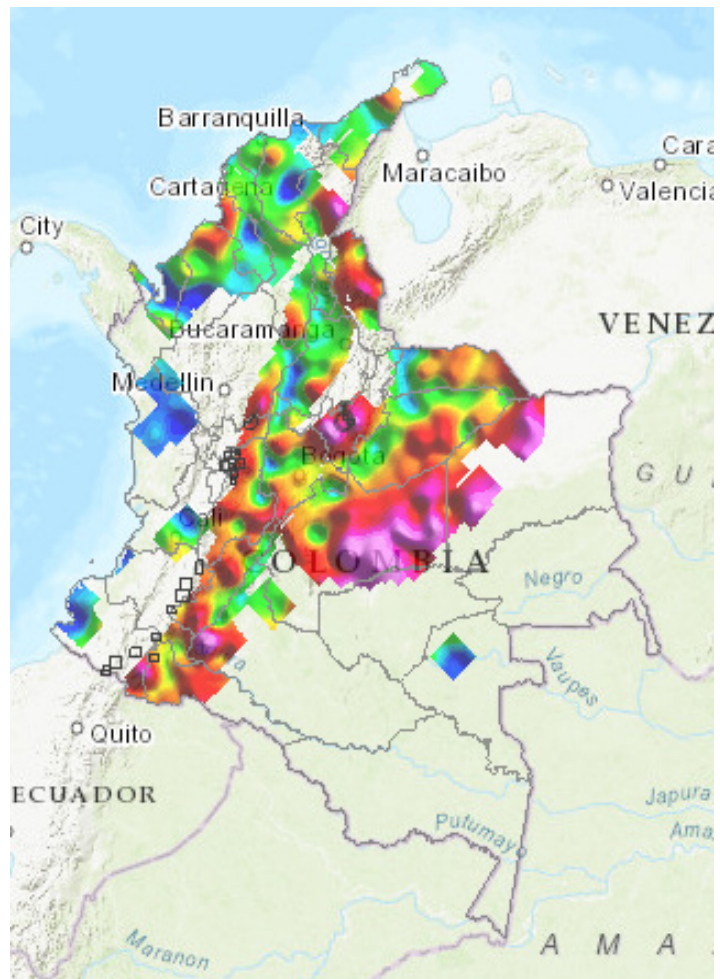 Barranquilla
Cara
Maracaibo
Cartagena
Valencia
City
VENEZ
Bucaramanga
Medellin
Bogota
G U
Cali
COLOMBIA
Negro
Vaupes
Quito
ECUADOR
Japura
Putumayo
Ama
Maranon
A M A